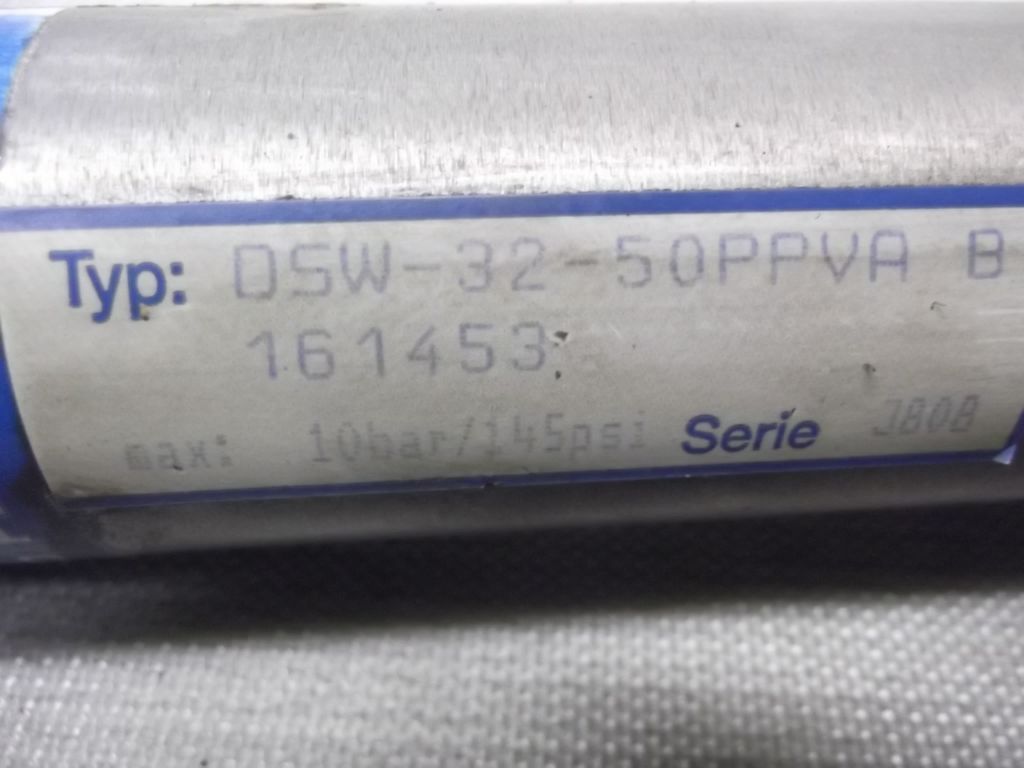 Typ: DSW-32-50PPVA B
161453
max: 10bar/145psi Serie J808